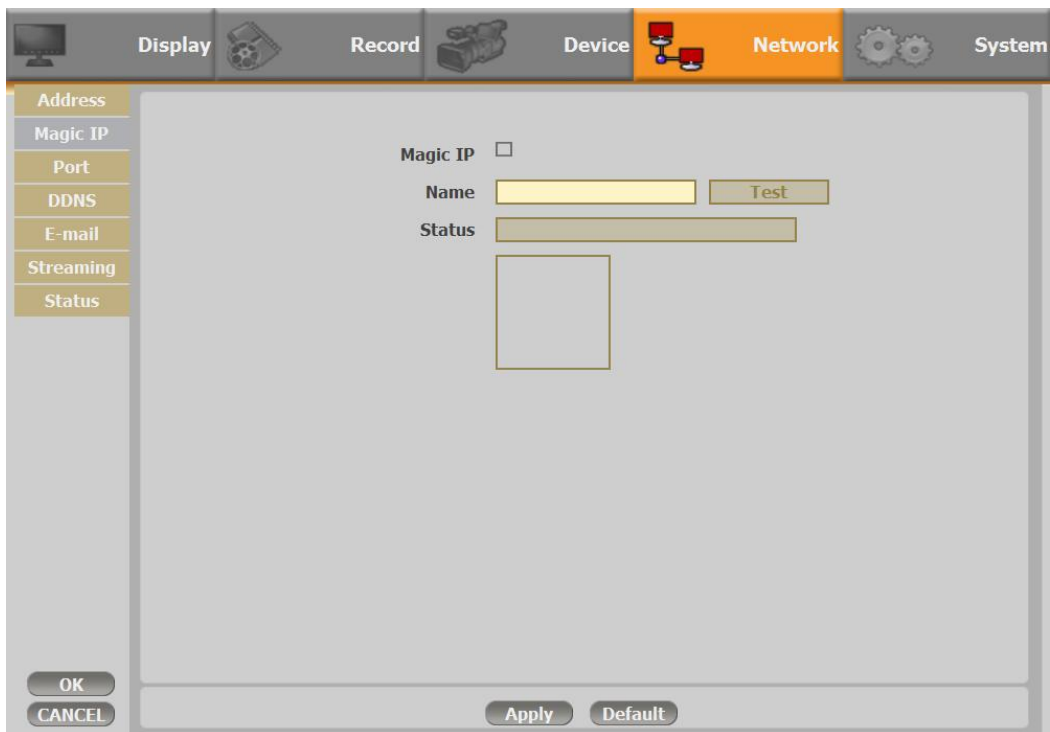 Display Record Device Network System
Address
Magic IP
Port
DDNS
E-mail
Streaming
Status
Magic IP
Name Test
Status
OK
CANCEL
Apply Default